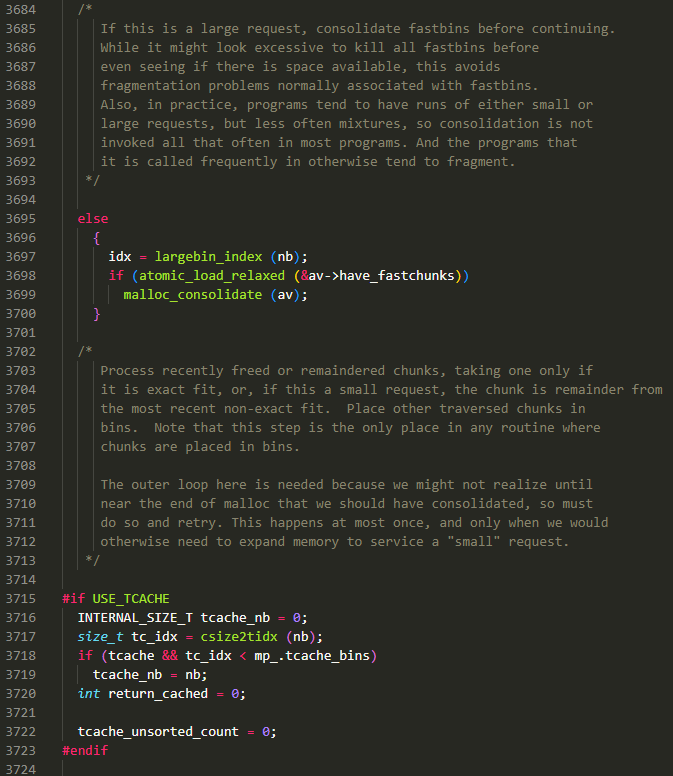 3684 /*
3685 If this is a large request, consolidate fastbins before continuing.
3686 While it might look excessive to kill all fastbins before
3687 even seeing if there is space available, this avoids
3688 fragmentation problems normally associated with fastbins.
3689 Also, in practice, programs tend to have runs of either small or
3690 large requests, but less often mixtures, so consolidation is not
3691 invoked all that often in most programs. And the programs that
3692 it is called frequently in otherwise tend to fragment.
3693 */
3694
3695 else
3696 {
3697 idx = largebin_index (nb);
3698 if (atomic_load_relaxed (&av->have_fastchunks))
3699 malloc_consolidate (av);
3700 }
3701
3702 /*
3703 Process recently freed or remaindered chunks, taking one only if
3704 it is exact fit, or, if this a small request, the chunk is remainder from
3705 the most recent non-exact fit.  Place other traversed chunks in
3706 bins.  Note that this step is the only place in any routine where
3707 chunks are placed in bins.
3708
3709 The outer loop here is needed because we might not realize until
3710 near the end of malloc that we should have consolidated, so must
3711 do so and retry. This happens at most once, and only when we would
3712 otherwise need to expand memory to service a "small" request.
3713 */
3714
3715 #if USE_TCACHE
3716 INTERNAL_SIZE_T tcache_nb = 0;
3717 size_t tc_idx = csize2tidx (nb);
3718 if (tcache && tc_idx < mp_.tcache_bins)
3719 tcache_nb = nb;
3720 int return_cached = 0;
3721
3722 tcache_unsorted_count = 0;
3723 #endif
3724